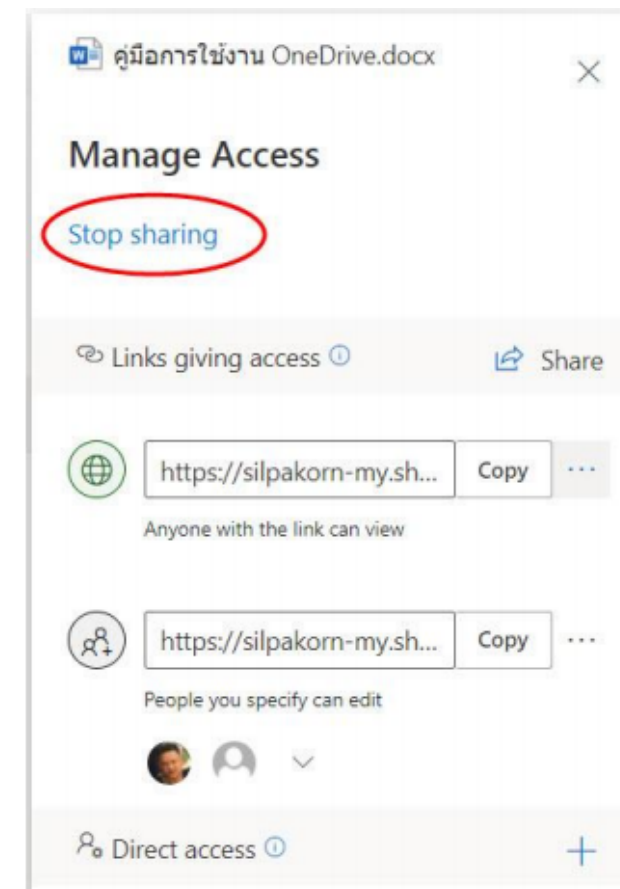 คู่มือการใช้งาน OneDrive.docx
Manage Access
Stop sharing
Links giving access
Share
https://silpakorn-my.sh...
Copy
Anyone with the link can view
https://silpakorn-my.sh...
Copy
People you specify can edit
Direct access